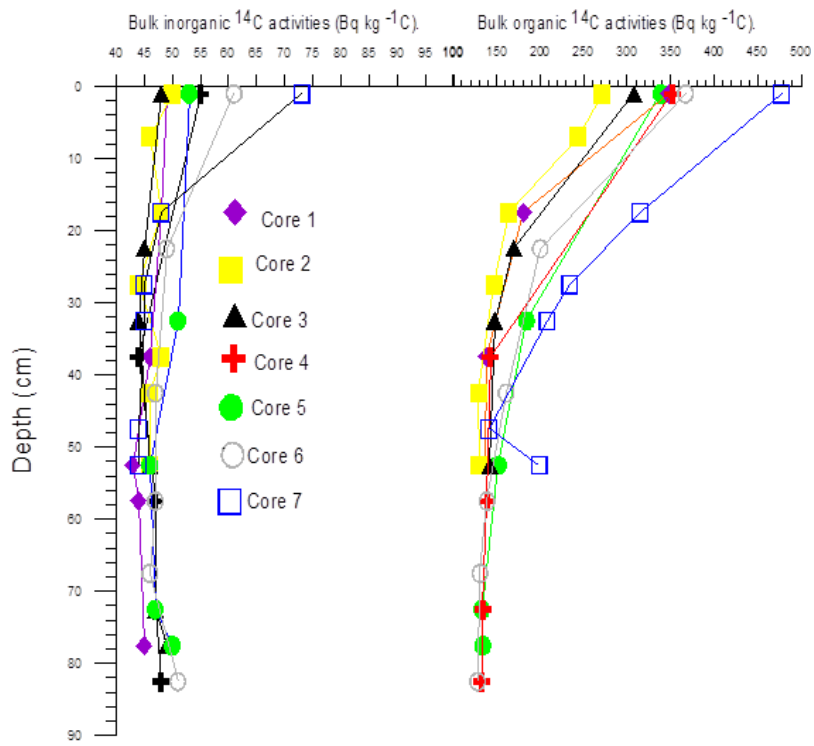 Bulk inorganic 14C activities (Bq kg -1C).
Bulk organic 14C activities (Bq kg -1C).
40 45 50 55 60 65 70 75 80 85 90 95 100
100 150 200 250 300 350 400 450 500
0
10
20
30
40
50
60
70
80
90
Depth (cm)
Core 1
Core 2
Core 3
Core 4
Core 5
Core 6
Core 7